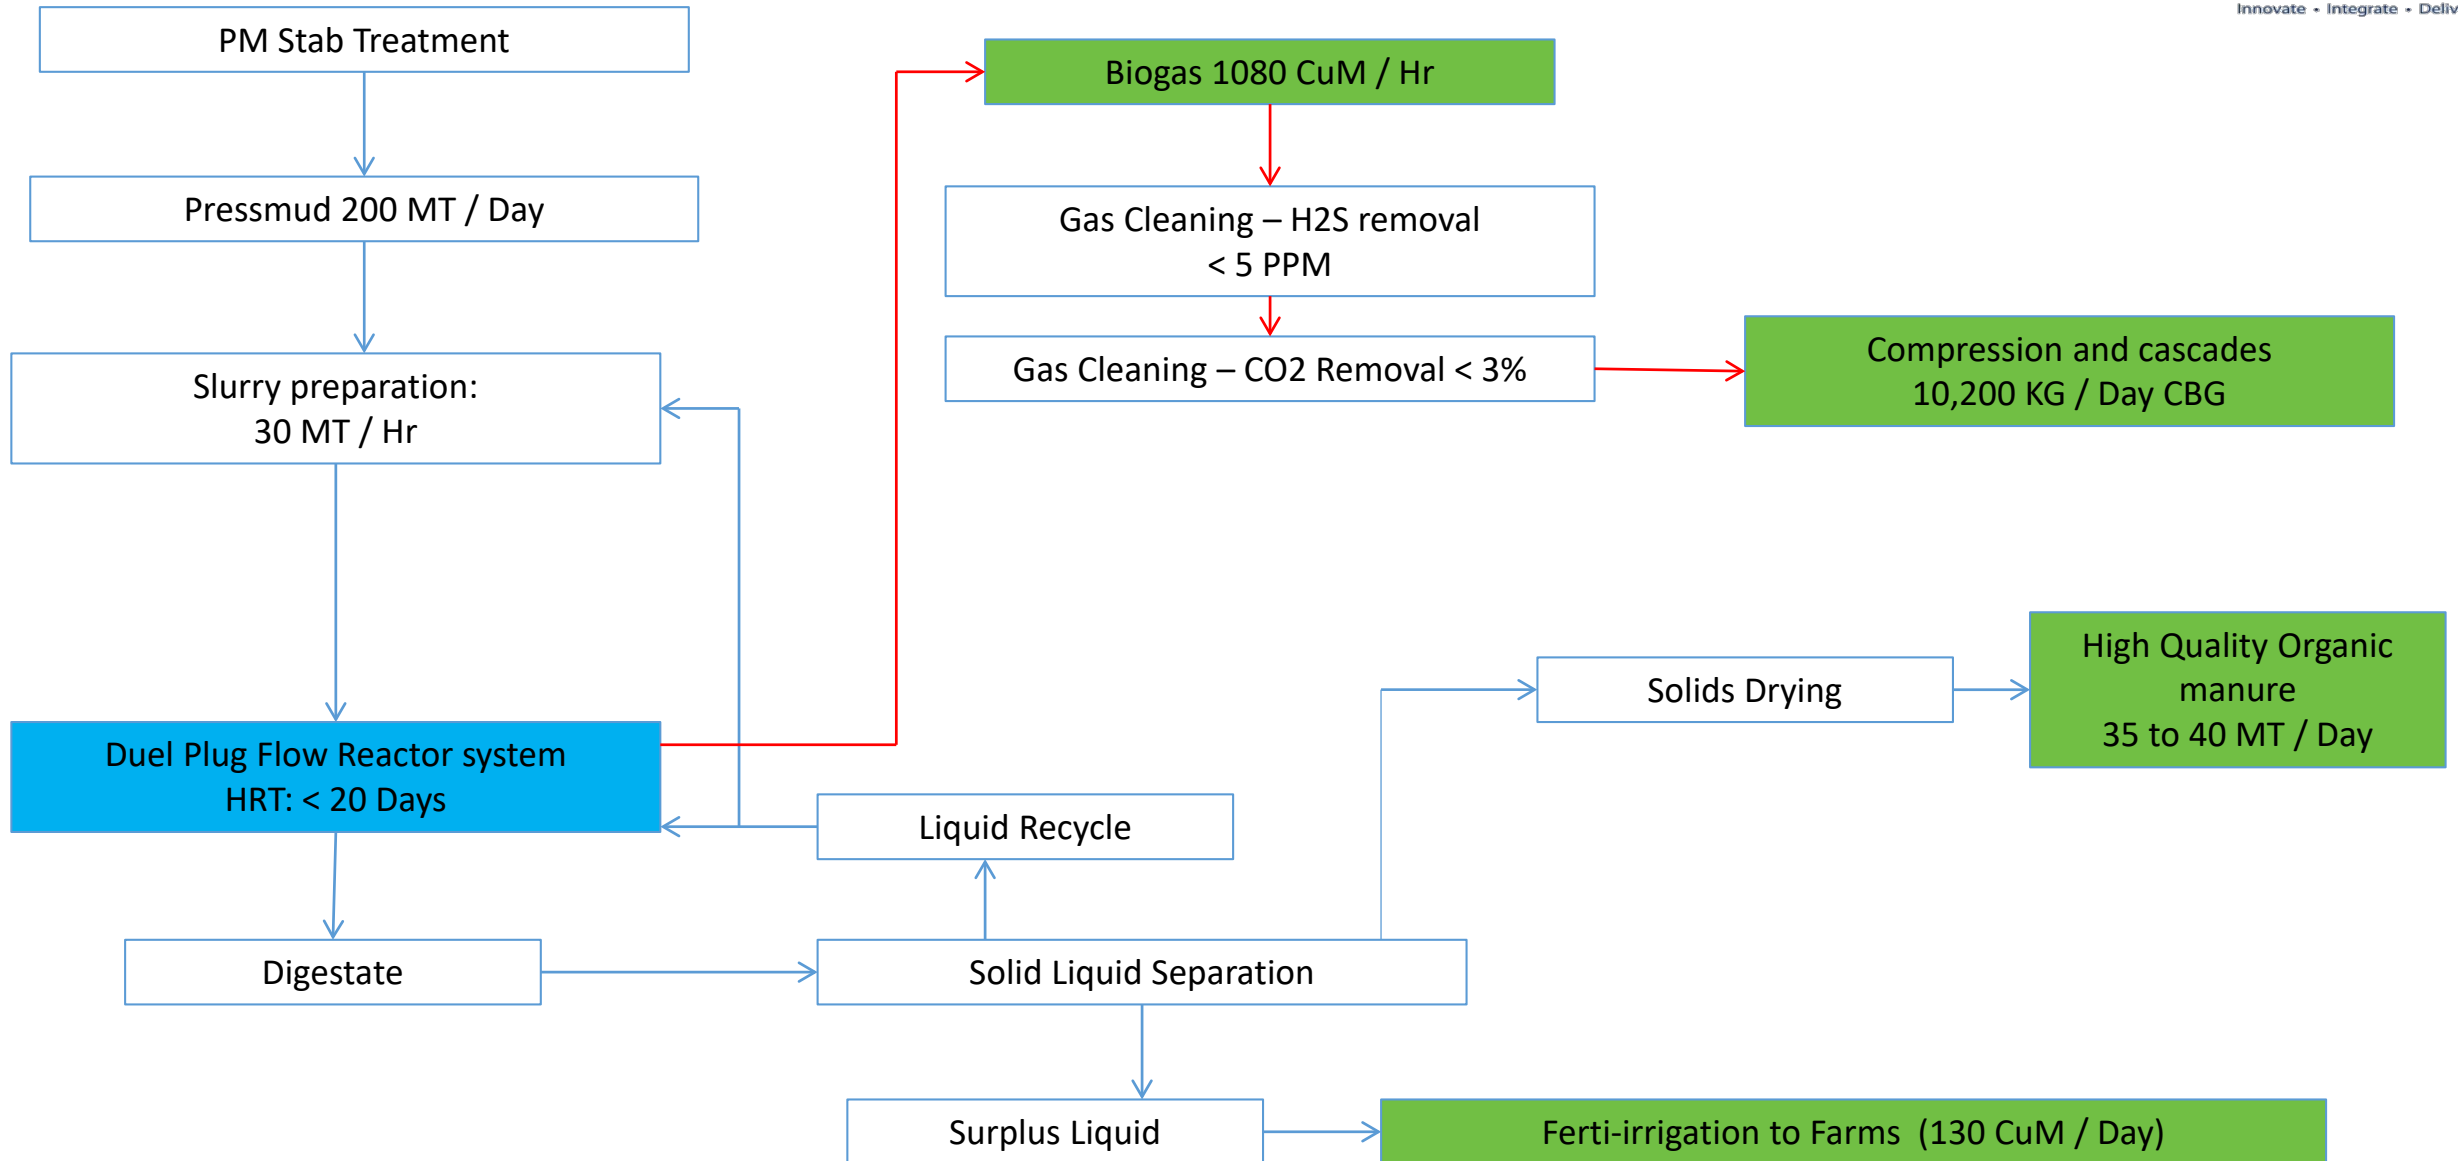 Innovate • Integrate • Deliv
PM Stab Treatment
Biogas 1080 CuM / Hr
Pressmud 200 MT / Day
Gas Cleaning – H2S removal
< 5 PPM
Slurry preparation:
30 MT / Hr
Gas Cleaning – CO2 Removal < 3%
Compression and cascades
10,200 KG / Day CBG
Duel Plug Flow Reactor system
HRT: < 20 Days
Liquid Recycle
Solids Drying
High Quality Organic
manure
35 to 40 MT / Day
Digestate
Solid Liquid Separation
Surplus Liquid
Ferti-irrigation to Farms (130 CuM / Day)